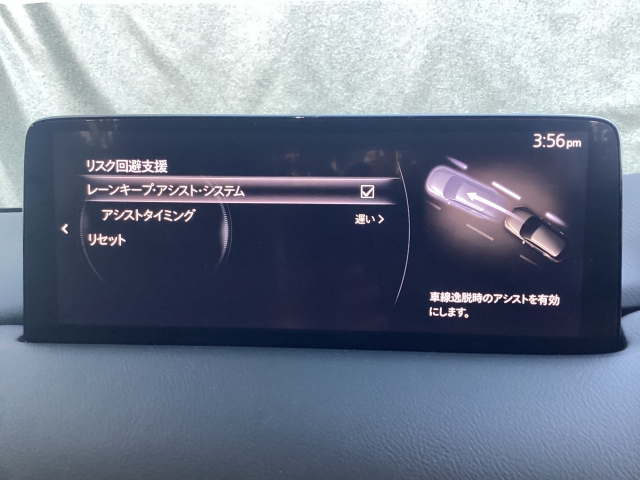 3:56pm
リスク回避支援
レーンキープ・アシスト・システム
アシストタイミング 遅い
リセット
車線逸脱時のアシストを有効
にします。